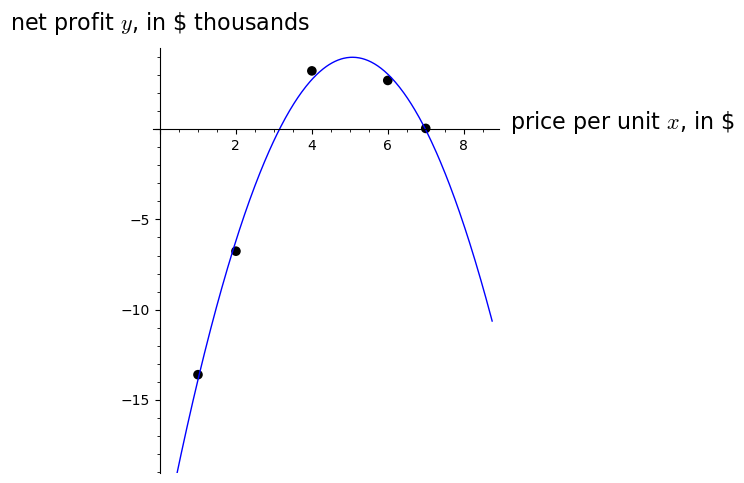 net profit y, in $ thousands
price per unit x, in $
2 4 6 8
−5
−10
−15